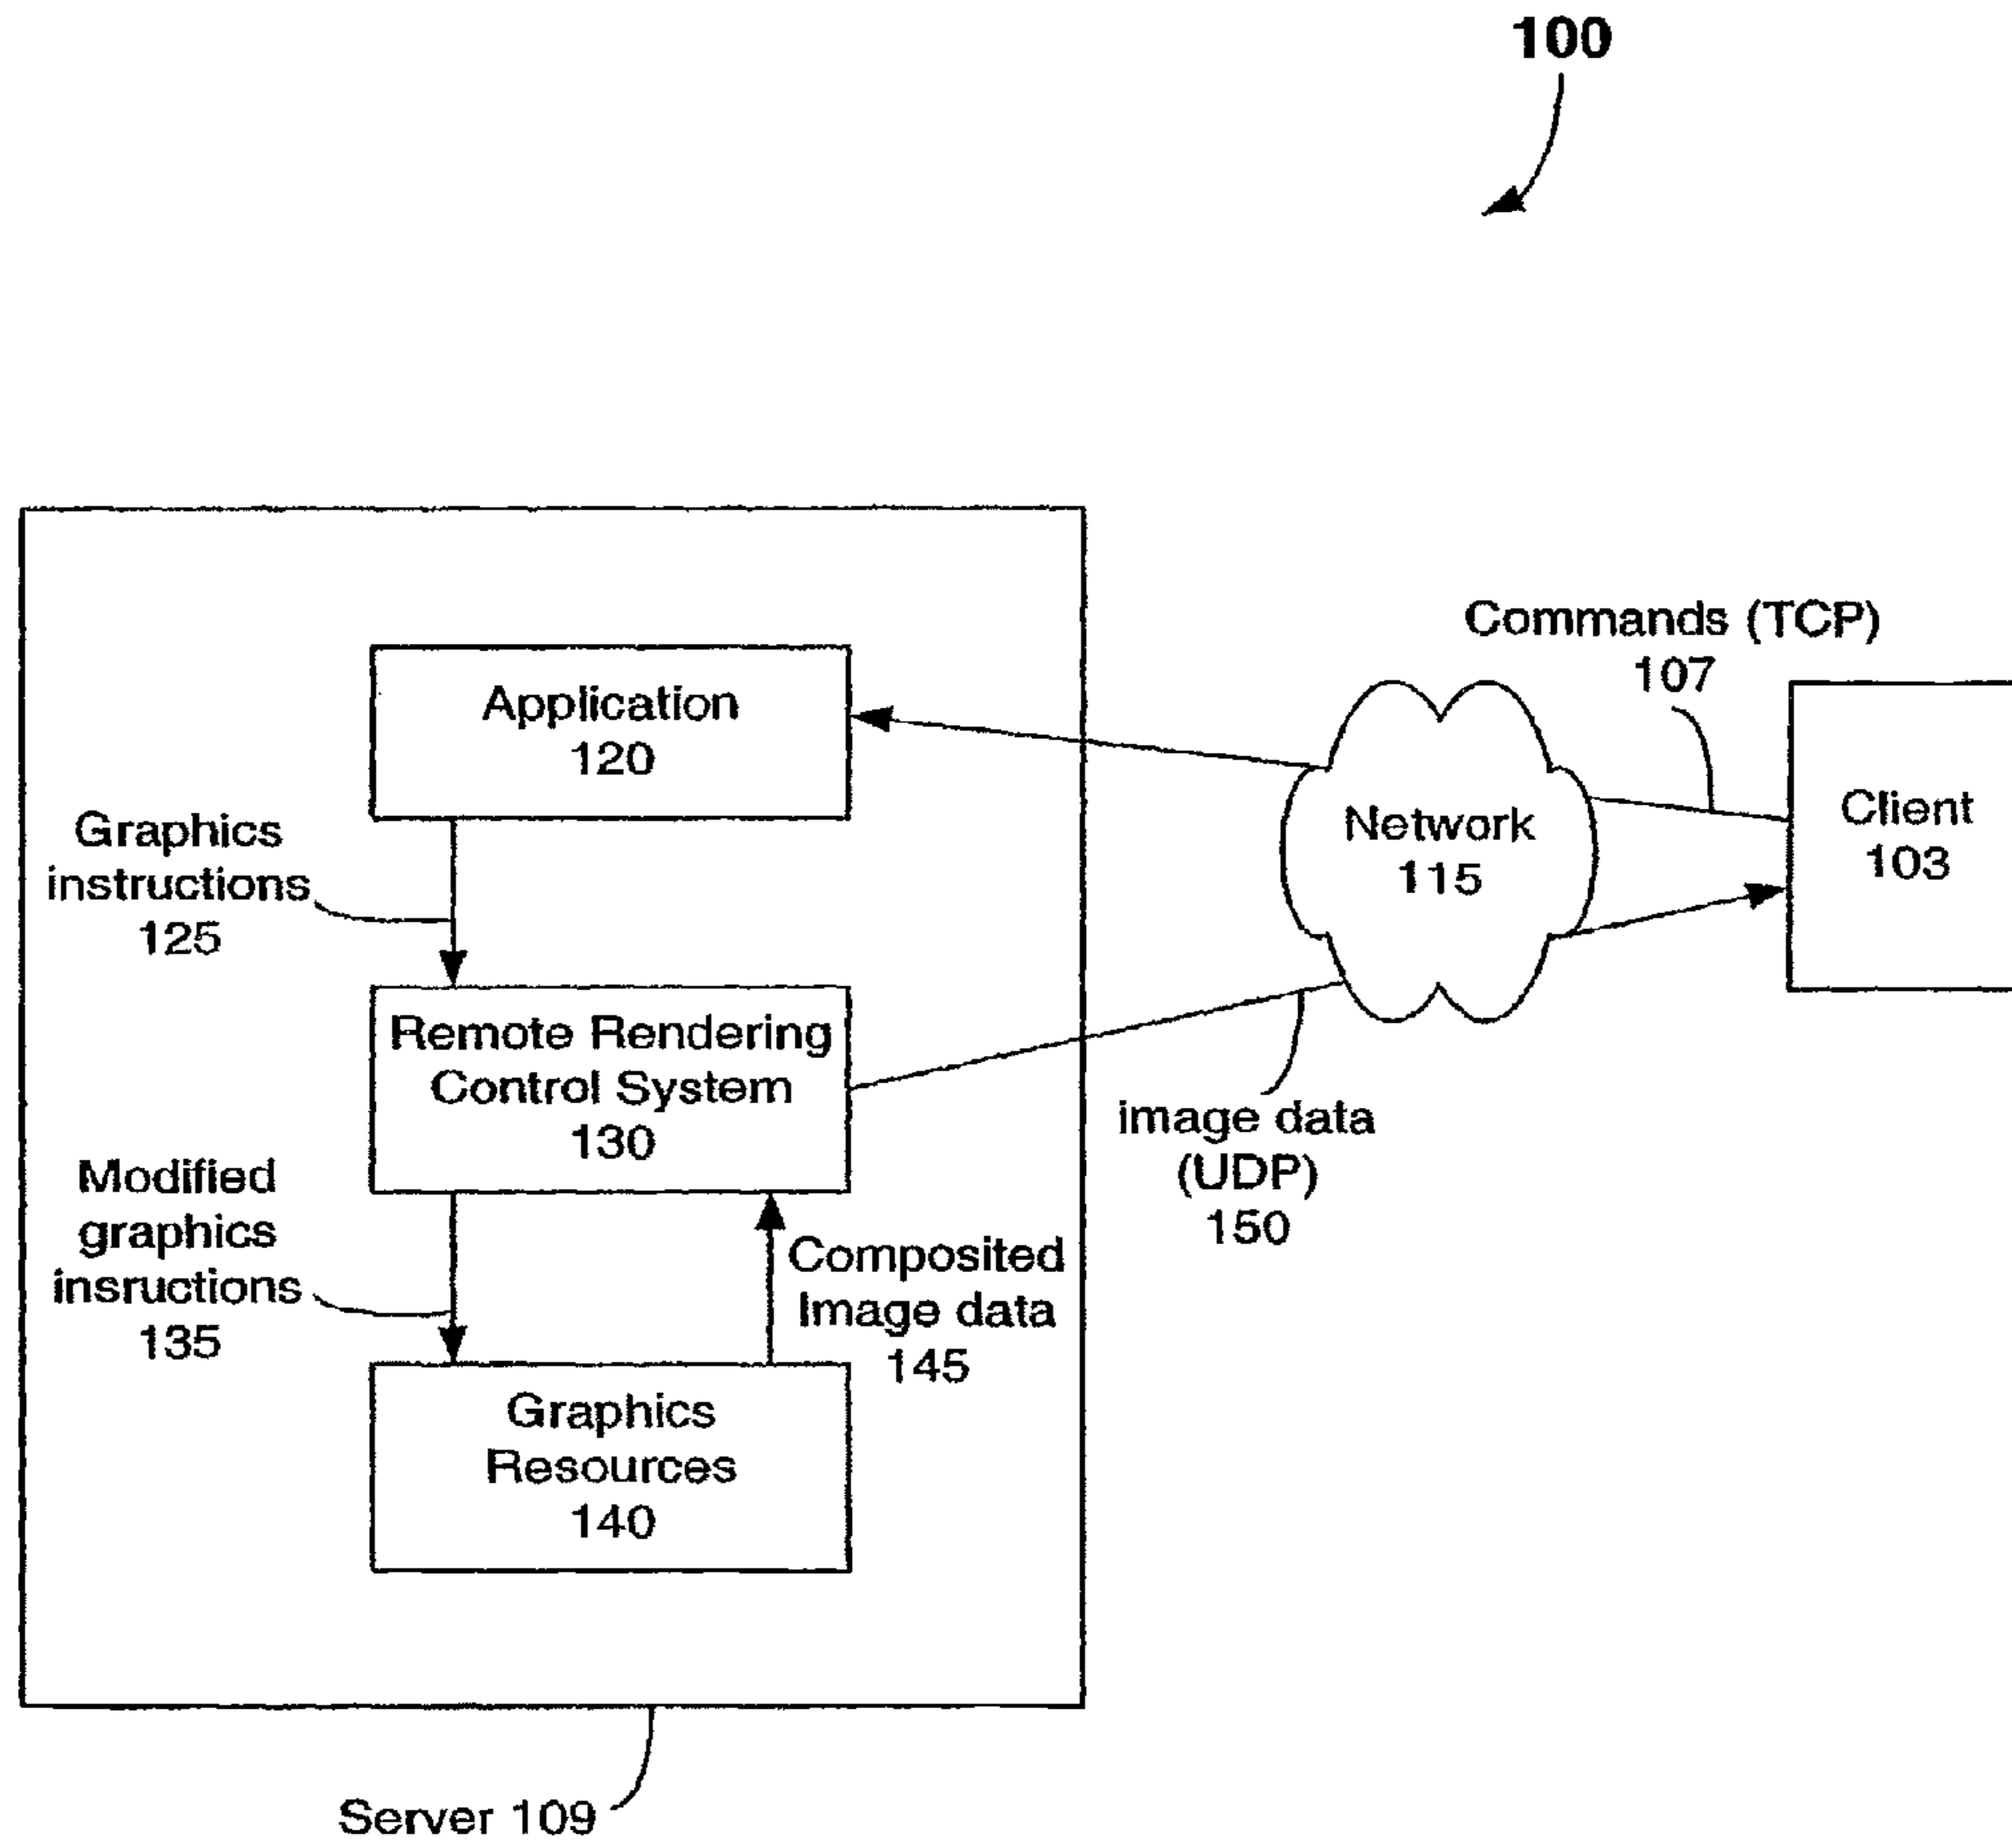 100
Commands (TCP)
107
Application
120
Network
115
Client
103
Graphics
instructions
125
Remote Rendering
Control System
130
image data
(UDP)
150
Modified
graphics
insructions
135
Composited
Image data
145
Graphics
Resources
140
Server 109